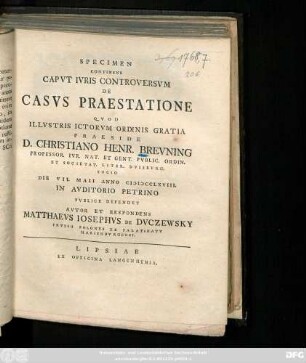 SPECIMEN
CONTINENS
CAPVT IVRIS CONTROVERSVM
DE
CASVS PRAESTATIONE
QVOD
ILLVSTRIS ICTORVM ORDINIS GRATIA
PRAESIDE
D. CHRISTIANO HENR. BREVNING
PROFESSOR. IVR. NAT. ET GENT. PVBLIC. ORDIN.
ET SOCIETAT. LITER. DVISBVRG.
SOCIO
DIE VII. MAII ANNO CIƆIƆCCLXVIII.
IN AVDITORIO PETRINO
PVBLICE DEFENDET
AVTOR ET RESPONDENS
MATTHAEVS IOSEPHVS DE DVCZEWSKY
LIPSIAE
EX OFFICINA LANGENHEMIA.